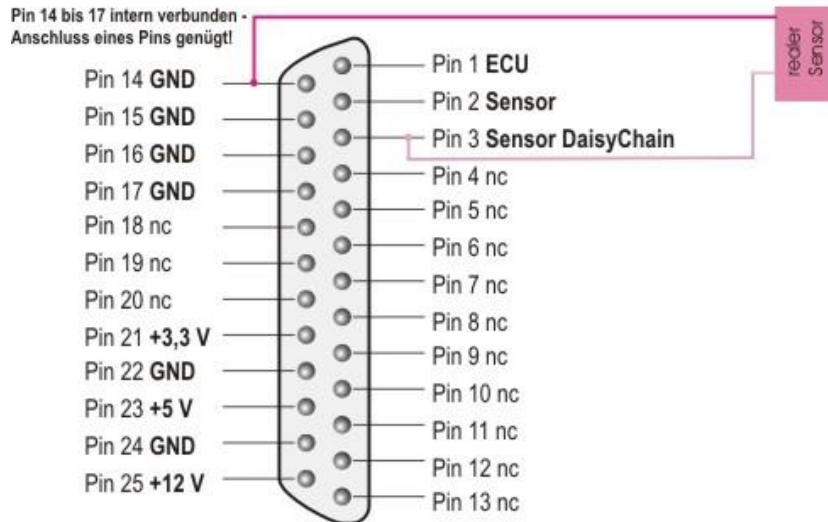 Pin 14 bis 17 intern verbunden -
Anschluss eines Pins genügt!
Pin 14 GND
Pin 15 GND
Pin 16 GND
Pin 17 GND
Pin 18 nc
Pin 19 nc
Pin 20 nc
Pin 21 +3,3 V
Pin 22 GND
Pin 23 +5 V
Pin 24 GND
Pin 25 +12 V
Pin 1 ECU
Pin 2 Sensor
Pin 3 Sensor DaisyChain
Pin 4 nc
Pin 5 nc
Pin 6 nc
Pin 7 nc
Pin 8 nc
Pin 9 nc
Pin 10 nc
Pin 11 nc
Pin 12 nc
Pin 13 nc
realer
Sensor